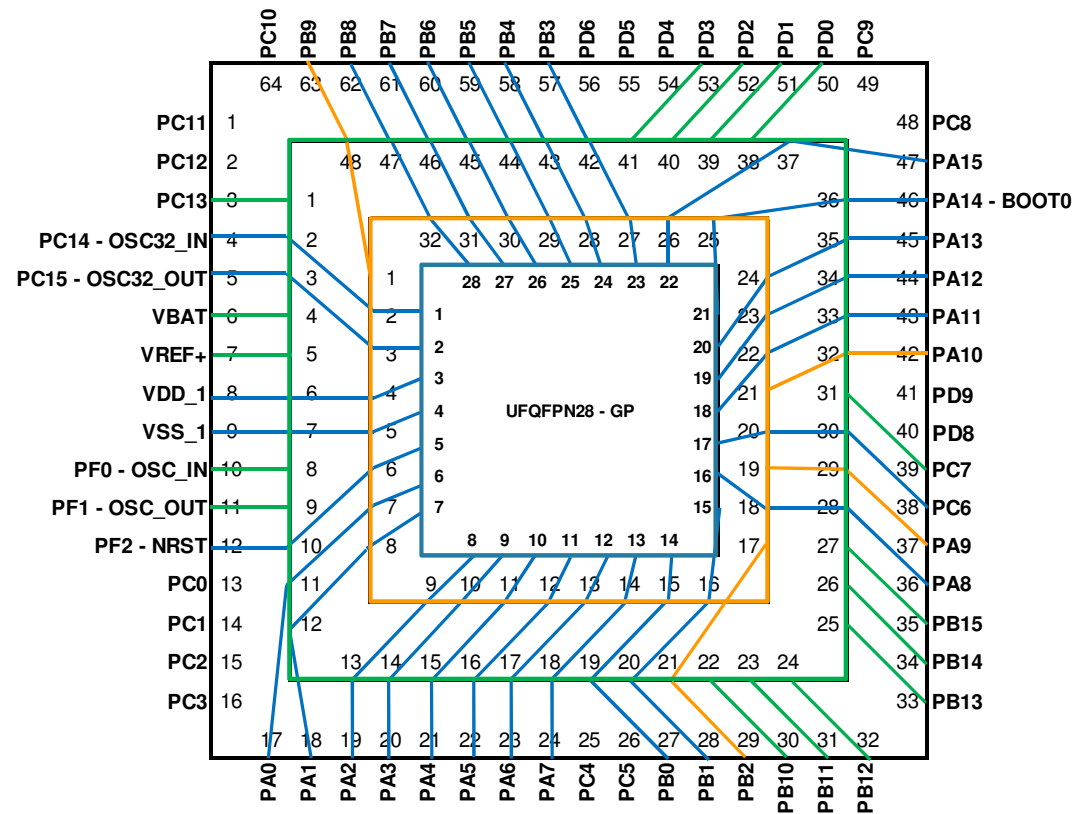 PC10 PB9 PB8 PB7 PB6 PB5 PB4 PB3 PD6 PD5 PD4 PD3 PD2 PD1 PD0 PC9
64 63 62 61 60 59 58 57 56 55 54 53 52 51 50 49
PC11 1 48 PC8
PC12 2 48 47 46 45 44 43 42 41 40 39 38 37 47 PA15
PC13 3 1 36 46 PA14 - BOOT0
PC14 - OSC32_IN 4 2 32 31 30 29 28 27 26 25 35 45 PA13
PC15 - OSC32_OUT 5 3 1 28 27 26 25 24 23 22 24 34 44 PA12
VBAT 6 4 2 1 21 23 33 43 PA11
VREF+ 7 5 3 2 20 22 32 42 PA10
VDD_1 8 6 4 3 19 21 31 41 PD9
4 UFQFPN28 - GP 18
VSS_1 9 7 5 5 17 20 30 40 PD8
PF0 - OSC_IN 10 8 6 6 16 19 29 39 PC7
PF1 - OSC_OUT 11 9 7 7 15 18 28 38 PC6
PF2 - NRST 12 10 8 8 9 10 11 12 13 14 17 27 37 PA9
PC0 13 11 9 10 11 12 13 14 15 16 26 36 PA8
PC1 14 12 25 35 PB15
PC2 15 13 14 15 16 17 18 19 20 21 22 23 24 34 PB14
PC3 16 33 PB13
17 18 19 20 21 22 23 24 25 26 27 28 29 30 31 32
PA0 PA1 PA2 PA3 PA4 PA5 PA6 PA7 PC4 PC5 PB0 PB1 PB2 PB10 PB11 PB12